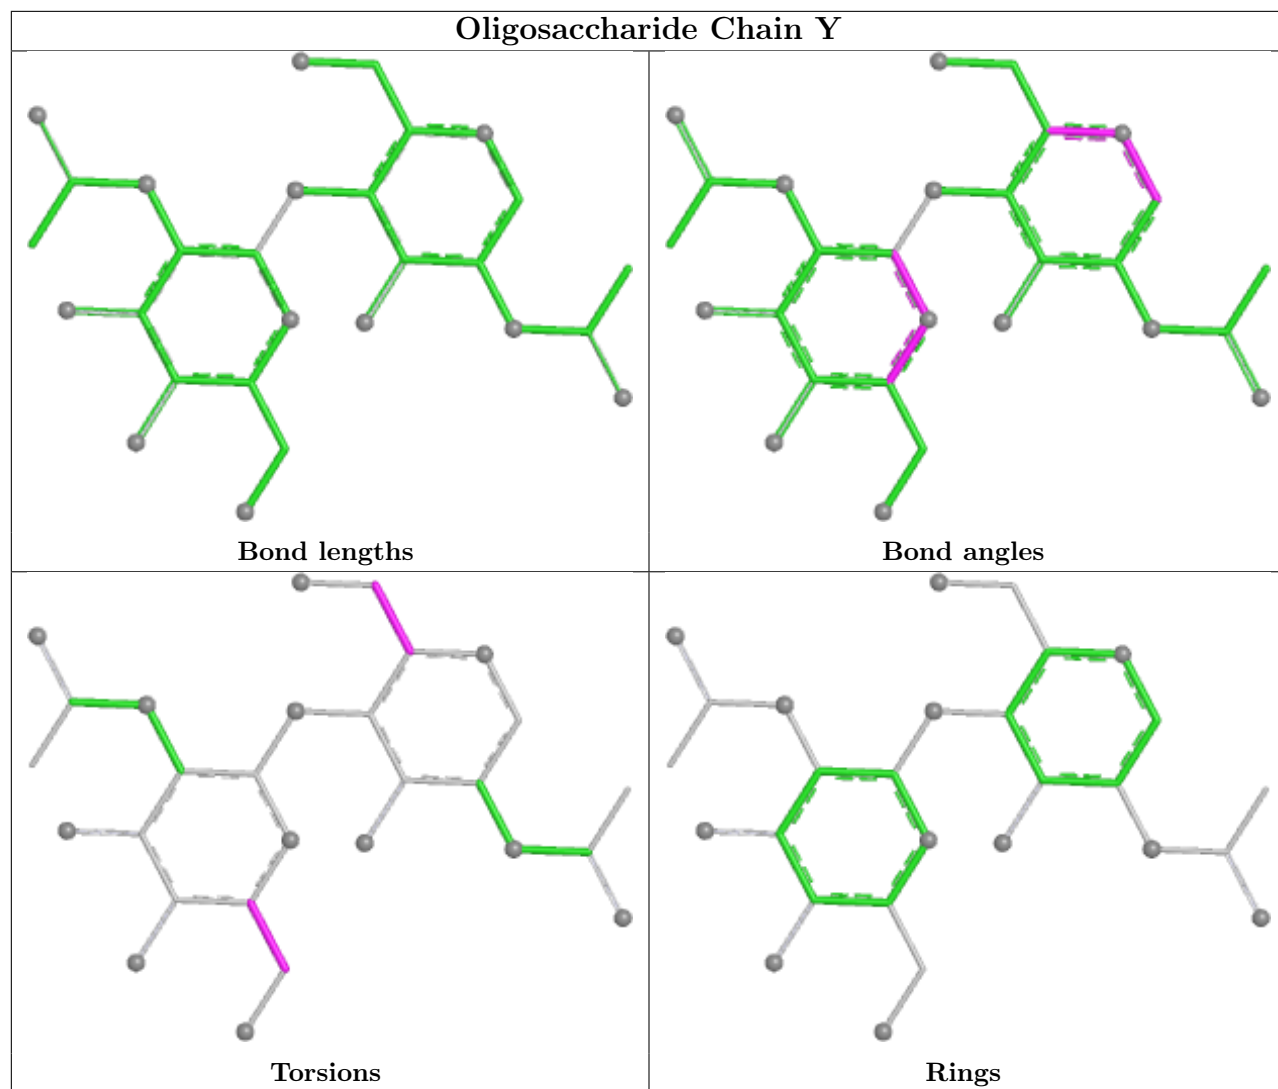 Oligosaccharide Chain Y
Bond lengths
Bond angles
Torsions
Rings